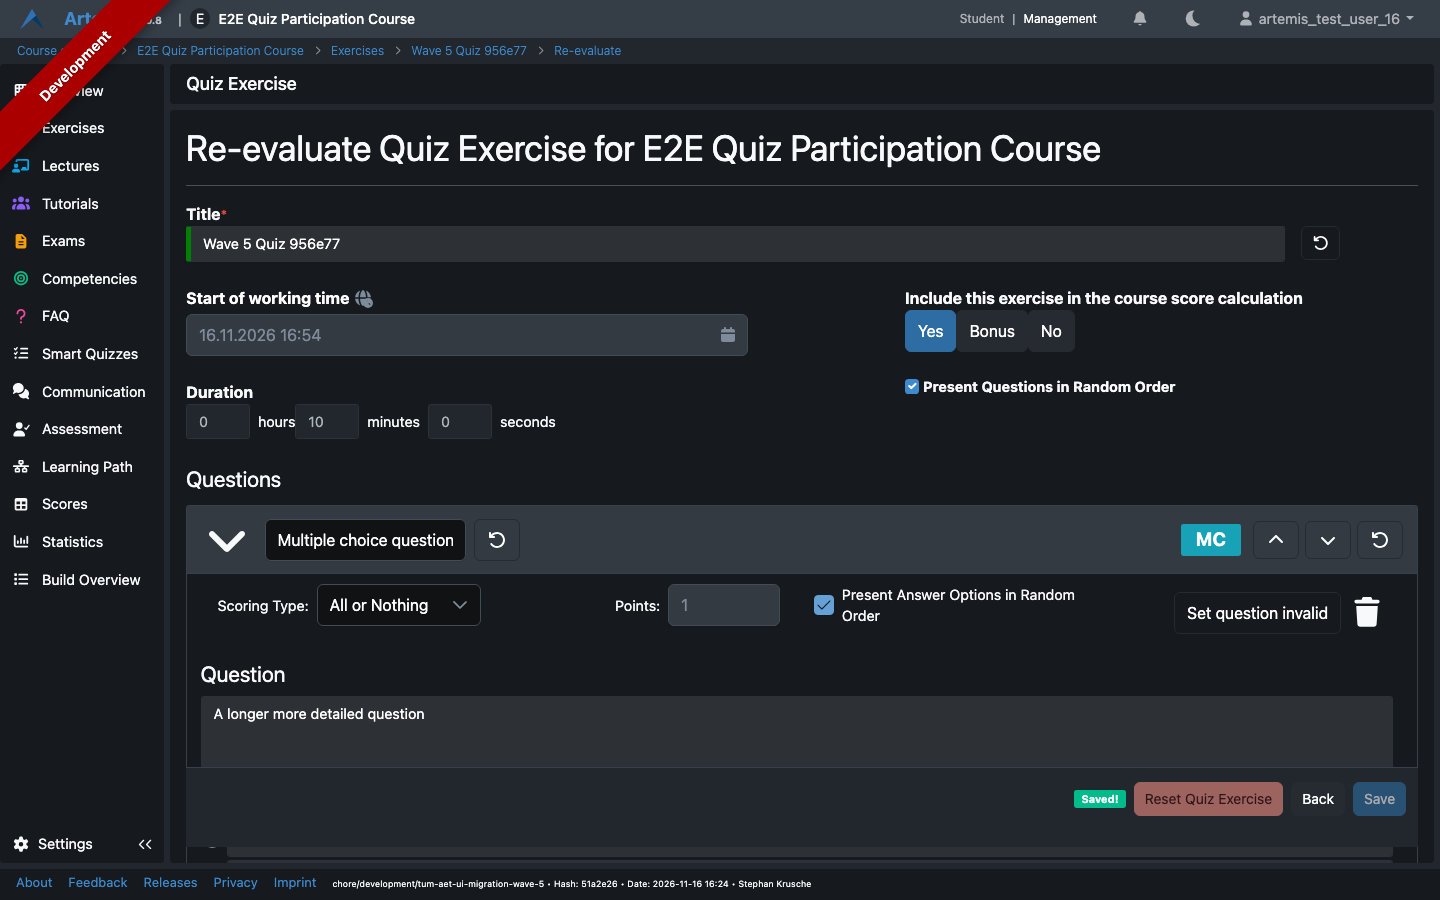 E
E2E Quiz Participation Course
Student | Management
artemis_test_user_16
Development
E2E Quiz Participation Course
Exercises
Wave 5 Quiz 956e77
Re-evaluate
Exercises
Lectures
Tutorials
Exams
Competencies
FAQ
Smart Quizzes
Communication
Assessment
Learning Path
Scores
Statistics
Build Overview
Settings
Quiz Exercise
Re-evaluate Quiz Exercise for E2E Quiz Participation Course
Title*
Wave 5 Quiz 956e77
Start of working time
16.11.2026 16:54
Include this exercise in the course score calculation
Yes Bonus No
Duration
0 hours 10 minutes 0 seconds
Present Questions in Random Order
Questions
Multiple choice question
MC
Scoring Type: All or Nothing
Points: 1
Present Answer Options in Random
Order
Set question invalid
Question
A longer more detailed question
Saved! Reset Quiz Exercise Back Save
About Feedback Releases Privacy Imprint
chore/development/tum-aet-ui-migration-wave-5 • Hash: 51a2e26 • Date: 2026-11-16 16:24 • Stephan Krusche